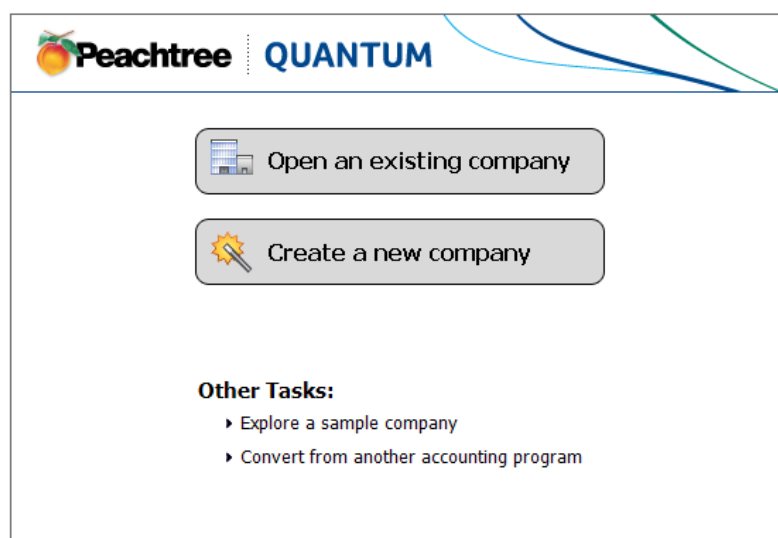 Peachtree QUANTUM
Open an existing company
Create a new company
Other Tasks:
Explore a sample company
Convert from another accounting program